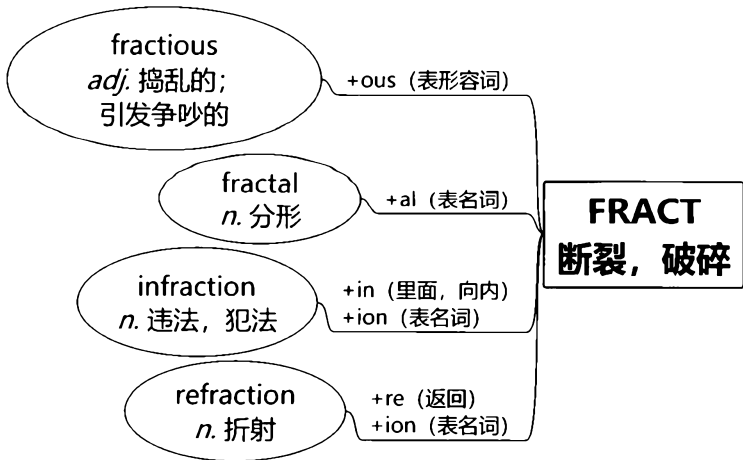 fractious
adj. 捣乱的；
引发争吵的
+ous（表形容词）
fractal
n. 分形
+al（表名词）
infraction
n. 违法，犯法
+in（里面，向内）
+ion（表名词）
refraction
n. 折射
+re（返回）
+ion（表名词）
FRACT
断裂，破碎